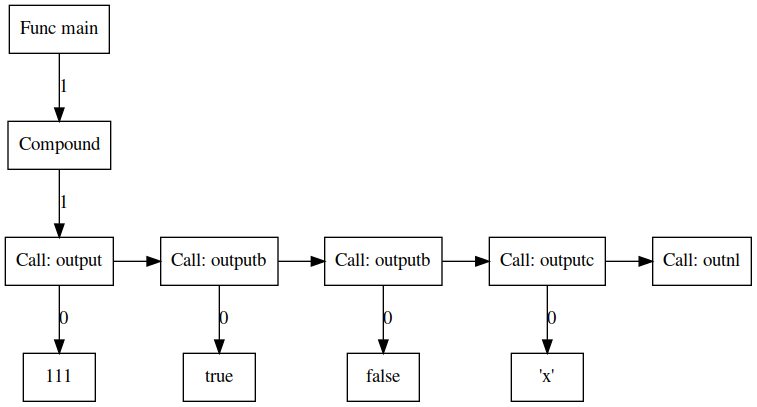 Func main
1
Compound
1
Call: output
Call: outputb
Call: outputb
Call: outputc
Call: outnl
0
0
0
0
111
true
false
'x'